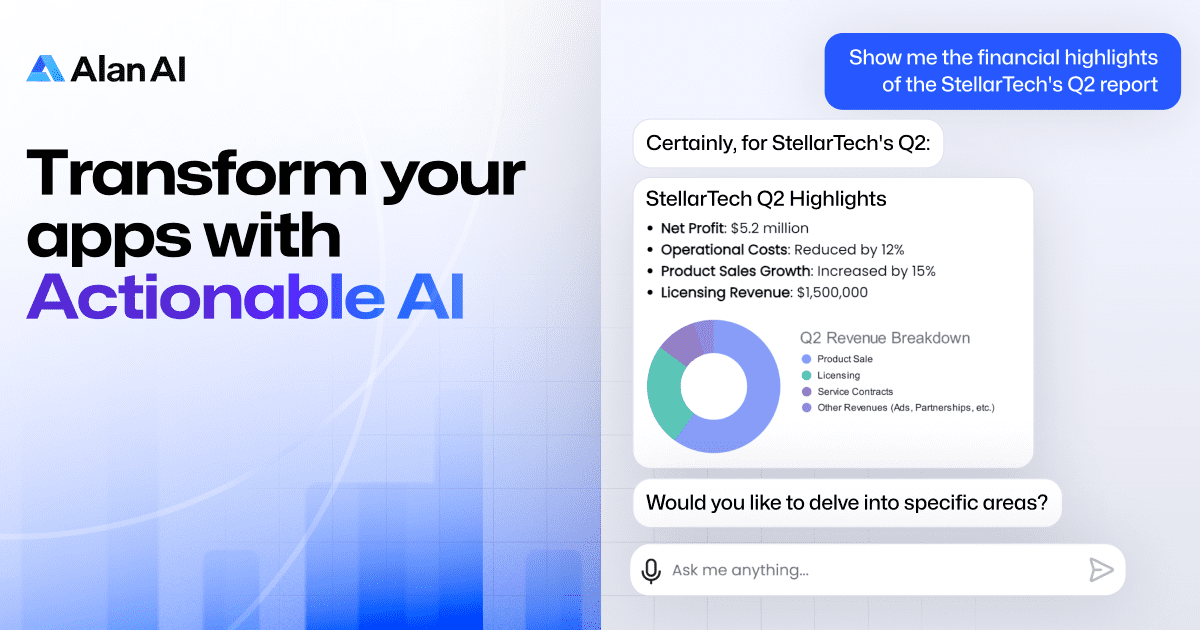 Alan AI
Transform your
apps with
Actionable AI
Show me the financial highlights
of the StellarTech's Q2 report
Certainly, for StellarTech's Q2:
StellarTech Q2 Highlights
• Net Profit: $5.2 million
• Operational Costs: Reduced by 12%
• Product Sales Growth: Increased by 15%
• Licensing Revenue: $1,500,000
Q2 Revenue Breakdown
Product Sale
Licensing
Service Contracts
Other Revenues (Ads, Partnerships, etc.)
Would you like to delve into specific areas?
Ask me anything...